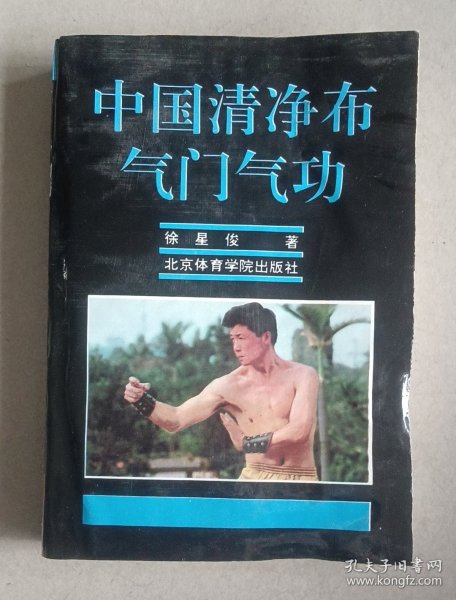 中国清净布
气门气功
徐星俊 著
北京体育学院出版社
孔夫子旧书网
www.kongfz.com